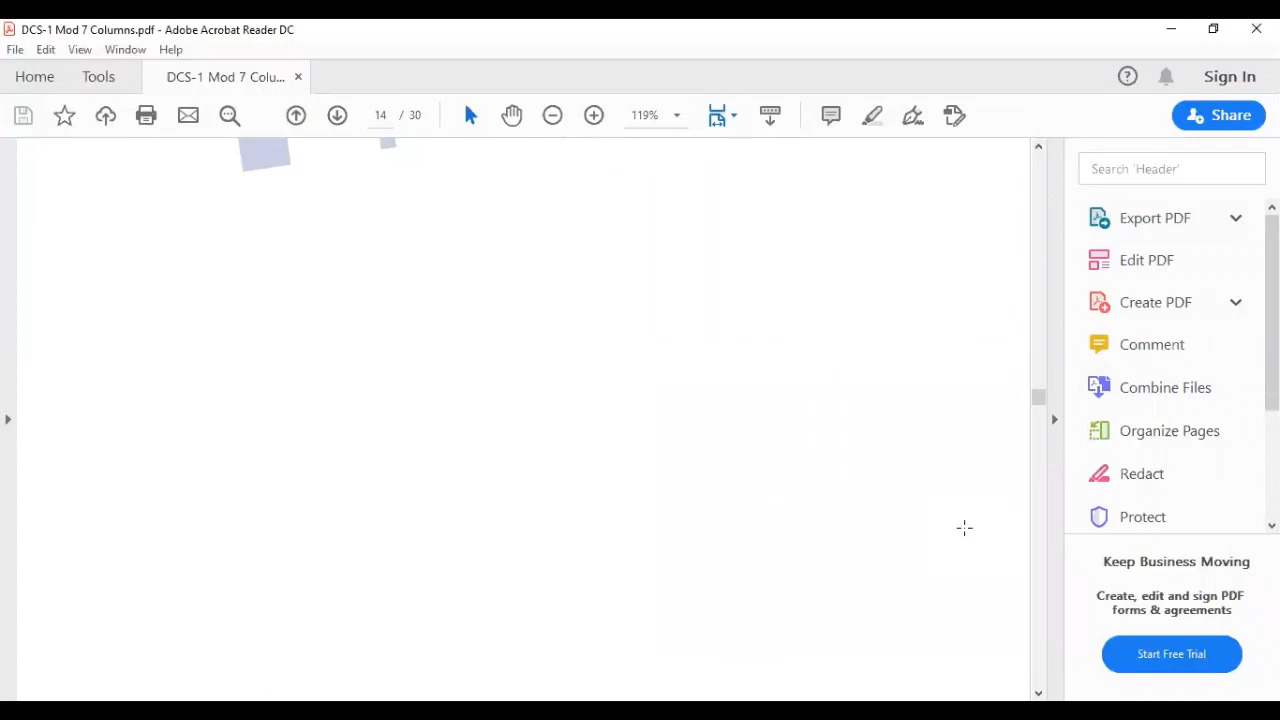 DCS-1 Mod 7 Columns.pdf - Adobe Acrobat Reader DC
File Edit View Window Help
Home Tools DCS-1 Mod 7 Colu... × Sign In
14 / 30 119% Share
Search 'Header'
Export PDF
Edit PDF
Create PDF
Comment
Combine Files
Organize Pages
Redact
Protect
Keep Business Moving
Create, edit and sign PDF
forms & agreements
Start Free Trial